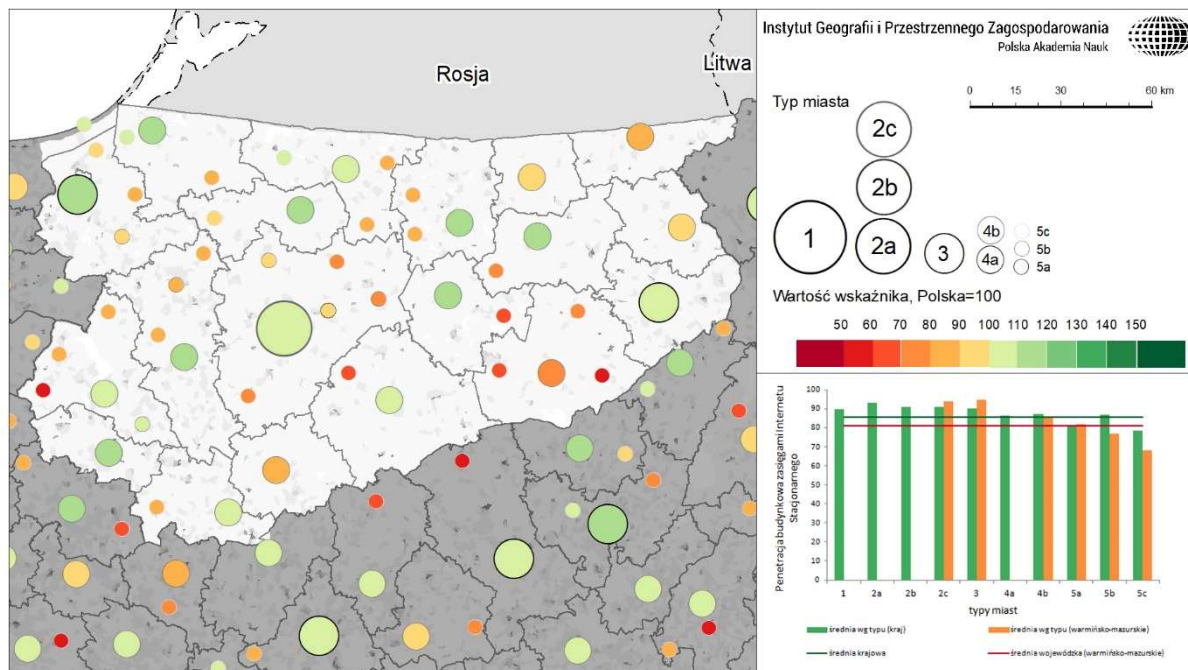 Rosja
Litwa
Instytut Geografii i Przestrzennego Zagospodarowania
Polska Akademia Nauk
0 15 30 60 km
Typ miasta
2c
2b
1
2a
3
4b
4a
5c
5b
5a
Wartość wskaźnika, Polska=100
50 60 70 80 90 100 110 120 130 140 150
Penetracja budynkowa zasięgami Internetu
Stacjonarnego
100
90
80
70
60
50
40
30
20
10
0
1 2a 2b 2c 3 4a 4b 5a 5b 5c
typy miast
średnia wg typu (kraj)
średnia wg typu (warmińsko-mazurskie)
średnia krajowa
średnia wojewódzka (warmińsko-mazurskie)